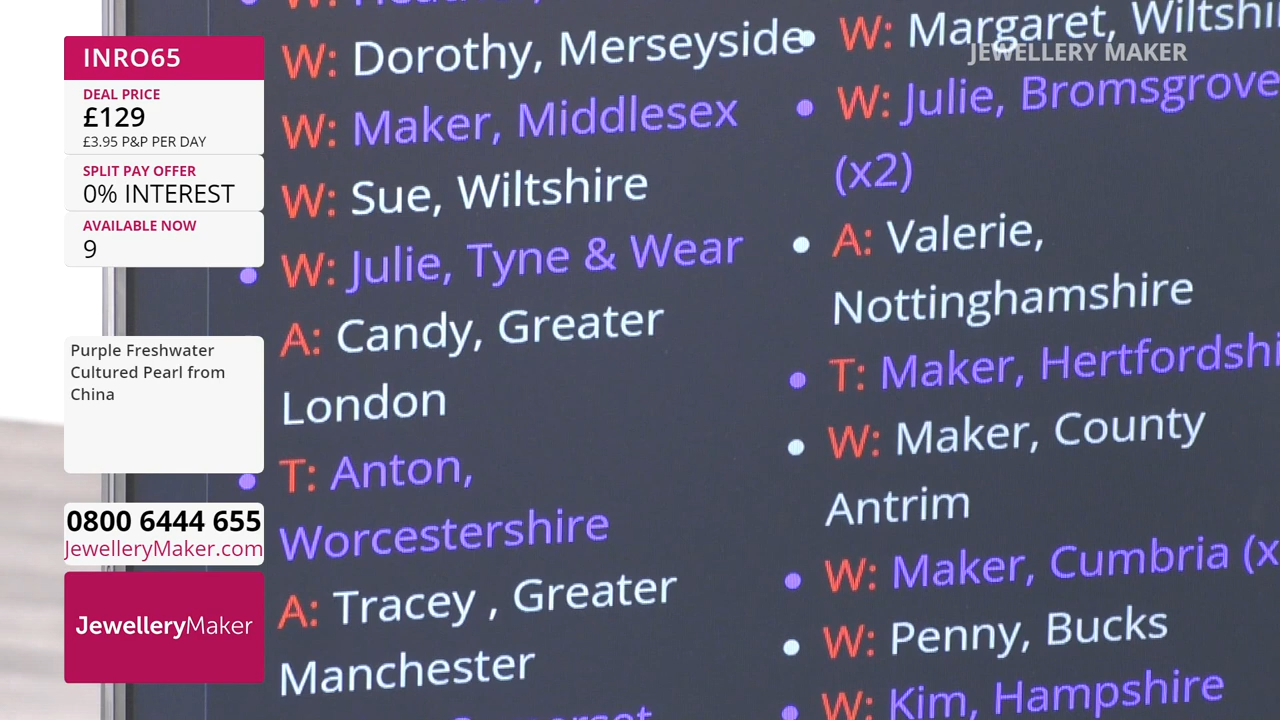 INRO65
DEAL PRICE
£129
£3.95 P&P PER DAY
SPLIT PAY OFFER
0% INTEREST
AVAILABLE NOW
9
Purple Freshwater
Cultured Pearl from
China
0800 6444 655
JewelleryMaker.com
JewelleryMaker
W:
W: Dorothy, Merseyside
W: Maker, Middlesex
W: Sue, Wiltshire
W: Julie, Tyne & Wear
A: Candy, Greater
London
T: Anton,
Worcestershire
A: Tracey , Greater
Manchester
JEWELLERY MAKER
W: Margaret, Wiltshi
W: Julie, Bromsgrove
(x2)
A: Valerie,
Nottinghamshire
T: Maker, Hertfordshi
W: Maker, County
Antrim
W: Maker, Cumbria (x
W: Penny, Bucks
W: Kim, Hampshire